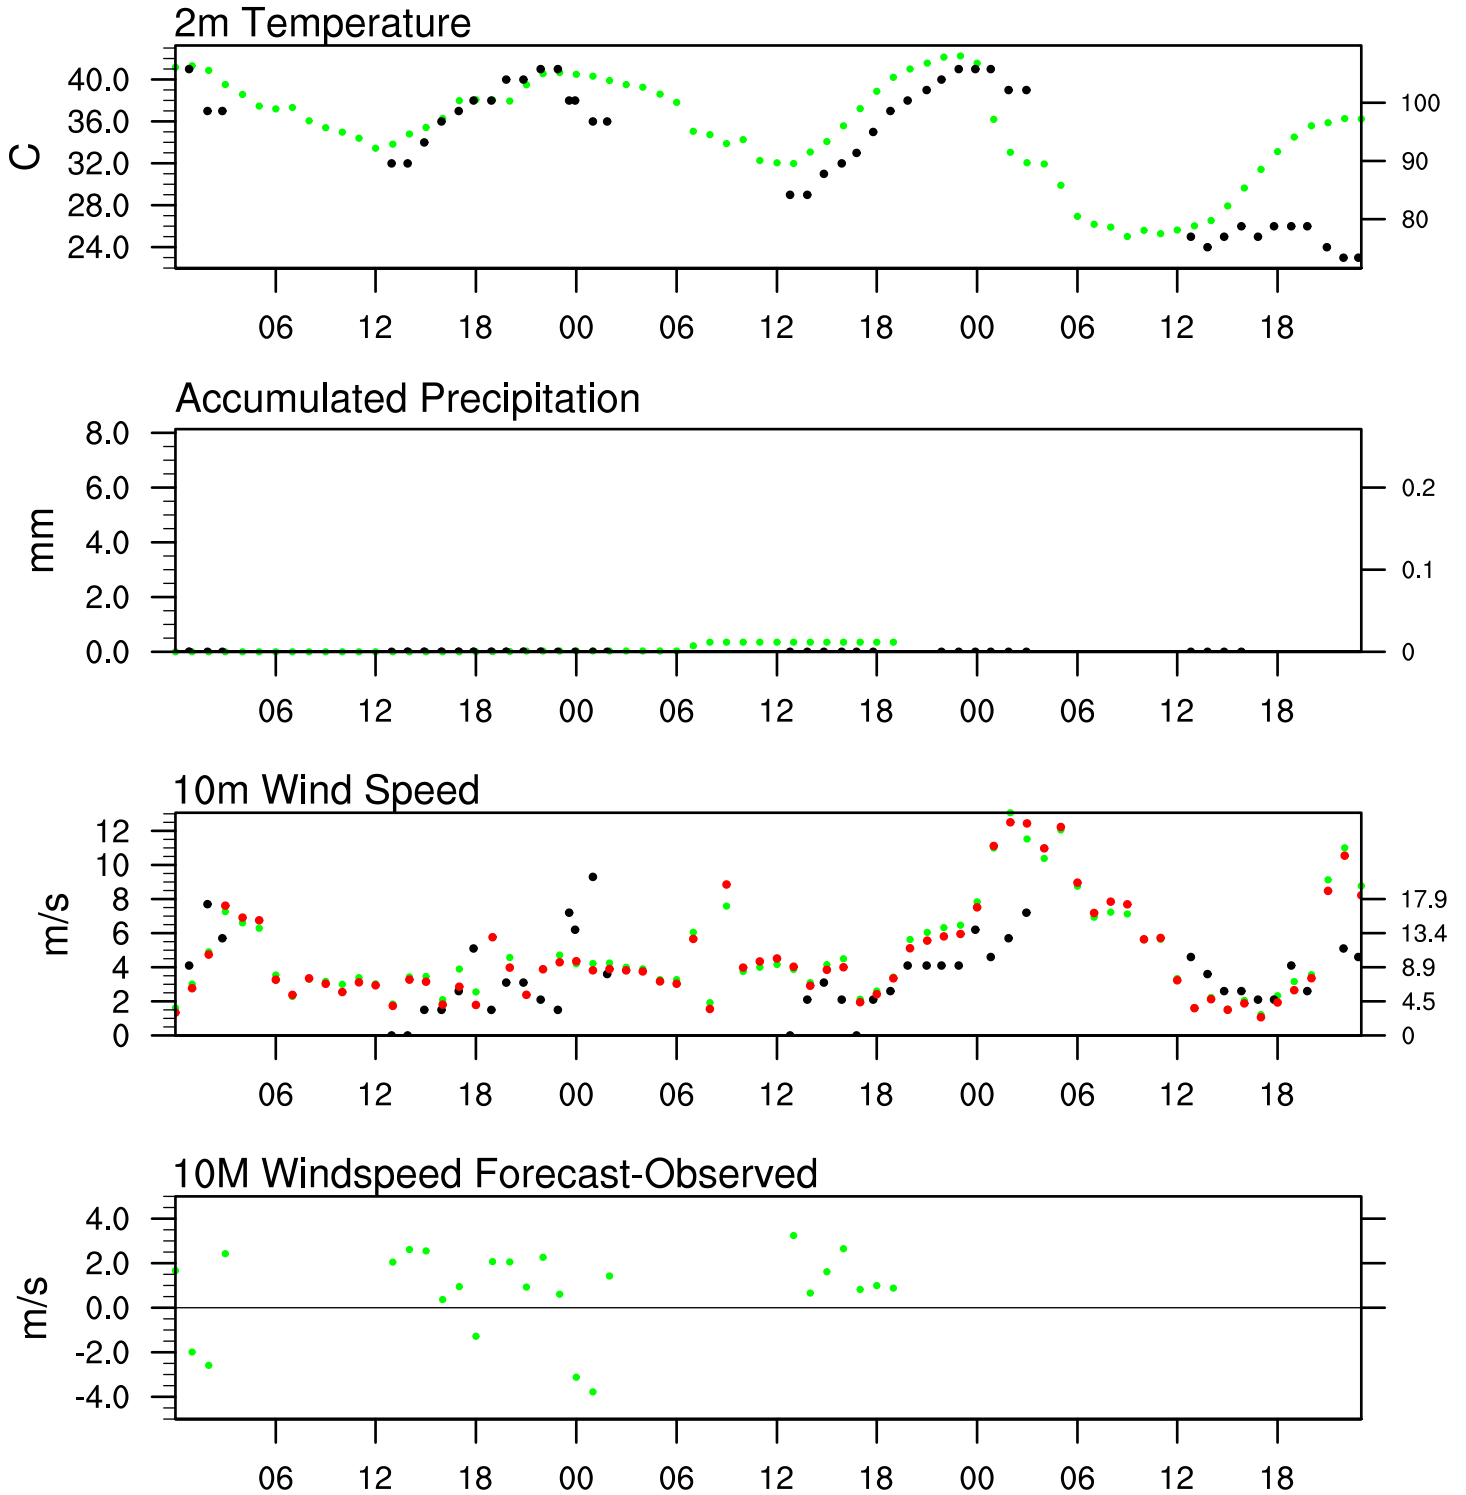 2m Temperature
40.0
36.0
32.0
28.0
24.0
C
100
90
80
06 12 18 00 06 12 18 00 06 12 18
Accumulated Precipitation
8.0
6.0
4.0
2.0
0.0
mm
0.2
0.1
0
06 12 18 00 06 12 18 00 06 12 18
10m Wind Speed
12
10
8
6
4
2
0
m/s
17.9
13.4
8.9
4.5
0
06 12 18 00 06 12 18 00 06 12 18
10M Windspeed Forecast-Observed
4.0
2.0
0.0
-2.0
-4.0
m/s
06 12 18 00 06 12 18 00 06 12 18